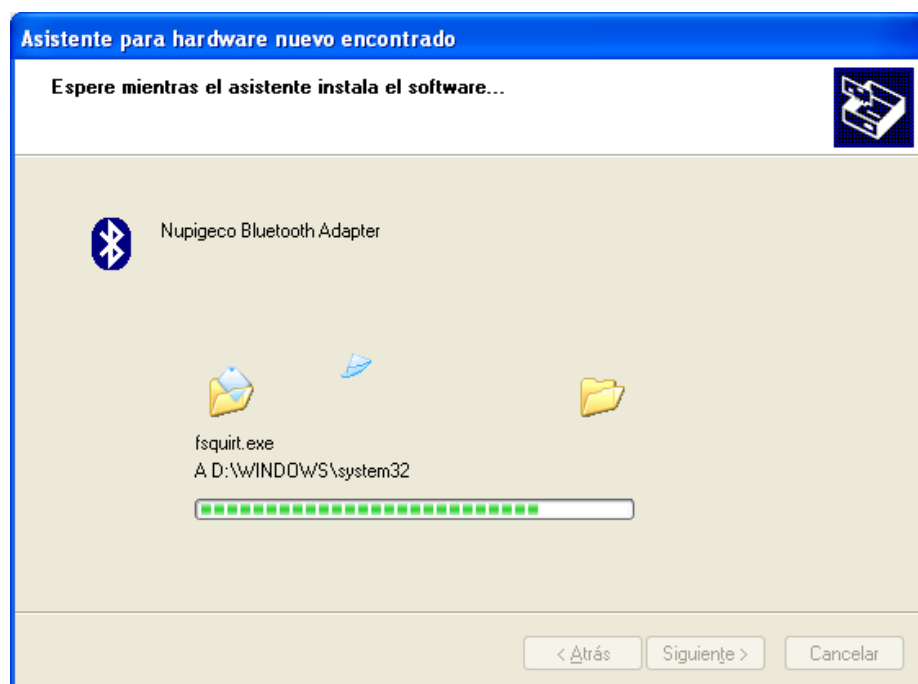 Asistente para hardware nuevo encontrado
Espere mientras el asistente instala el software...
Nupigeco Bluetooth Adapter
fsquirt.exe
A D:\WINDOWS\system32
< Atrás
Siguiente >
Cancelar